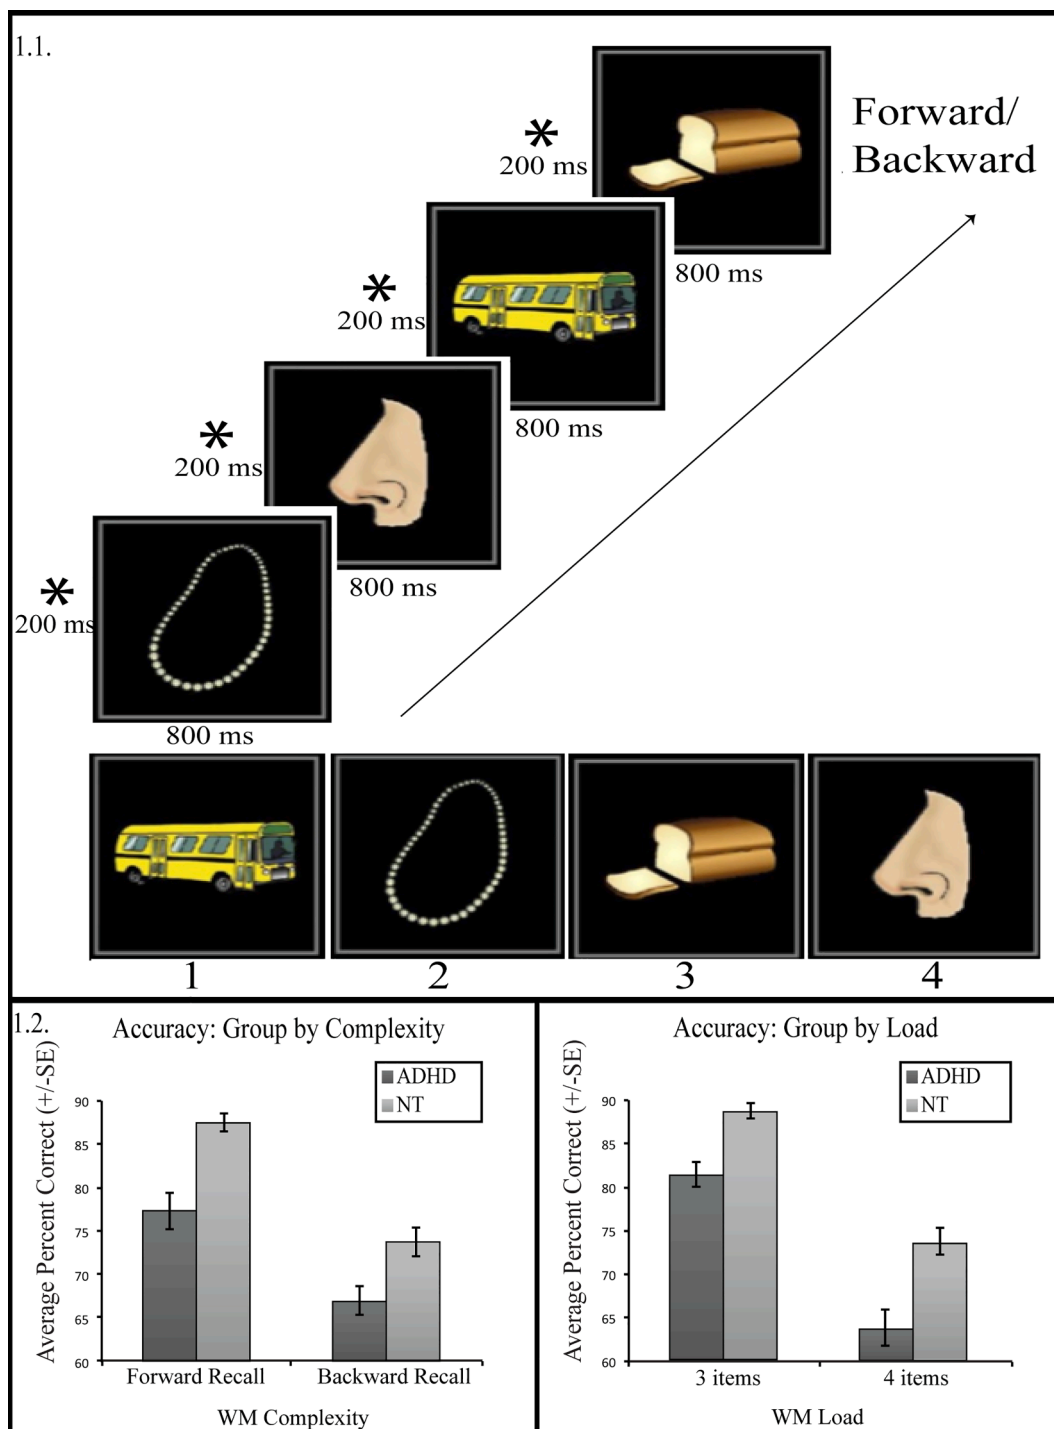 1.1.
Forward/
Backward
*
200 ms
800 ms
*
200 ms
800 ms
*
200 ms
800 ms
*
200 ms
800 ms
1
2
3
4
1.2.
Accuracy: Group by Complexity
Average Percent Correct (+/-SE)
ADHD
NT
90
85
80
75
70
65
60
Forward Recall
Backward Recall
WM Complexity
Accuracy: Group by Load
Average Percent Correct (+/-SE)
ADHD
NT
90
85
80
75
70
65
60
3 items
4 items
WM Load